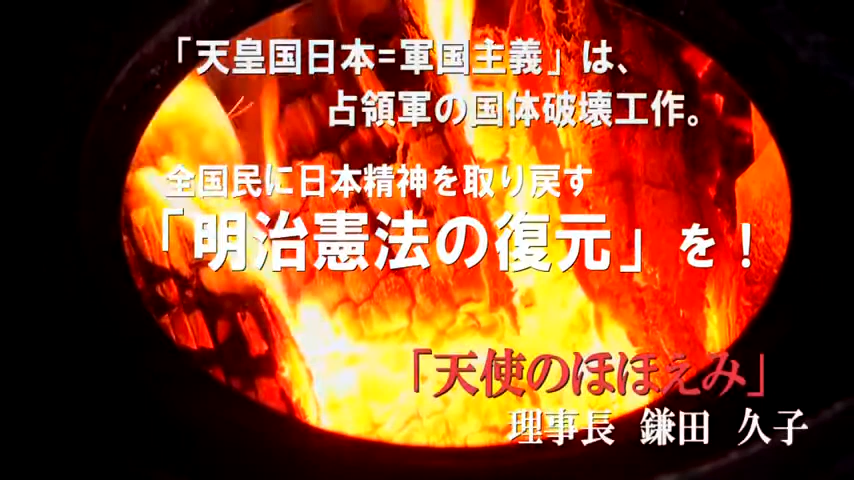 「天皇国日本=軍国主義」は、
占領軍の国体破壊工作。
全国民に日本精神を取り戻す
「明治憲法の復元」を！
「天使のほほえみ」
理事長 鎌田 久子